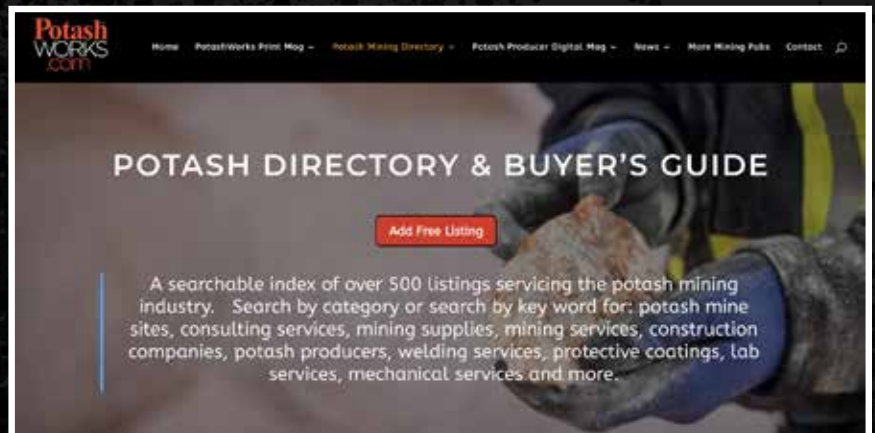 Potash
WORKS
.com
Home PotashWorks Print Mag Potash Mining Directory Potash Producer Digital Mag News More Mining Pubs Contact
POTASH DIRECTORY & BUYER'S GUIDE
Add Free Listing
A searchable index of over 500 listings servicing the potash mining
industry. Search by category or search by key word for: potash mine
sites, consulting services, mining supplies, mining services, construction
companies, potash producers, welding services, protective coatings, lab
services, mechanical services and more.